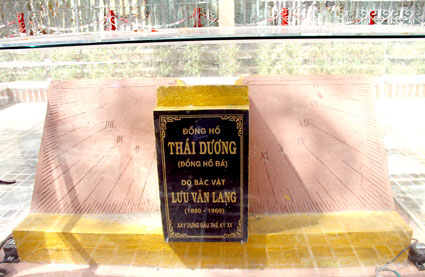 ĐỒNG HỒ
THÁI DƯƠNG
(ĐỒNG HỒ ĐÁ)
DO BÁC VẬT
LƯU VĂN LANG
(1880 - 1969)
XÂY DỰNG ĐẦU THẾ KỶ XX